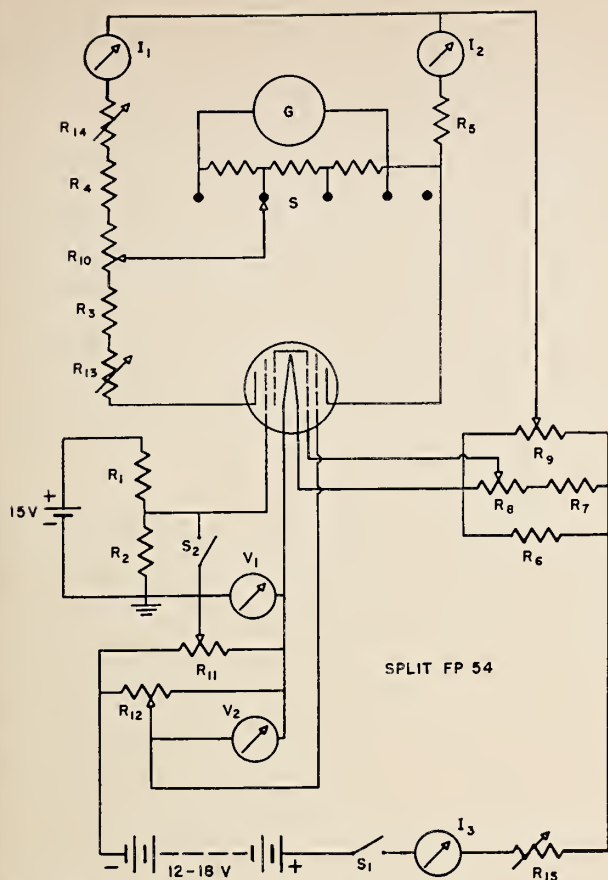 I₁
I₂
G
R₅
R₁₄
R₄
S
R₁₀
R₃
R₁₃
R₉
R₁
15V
+
-
R₈
R₇
R₂
S₂
V₁
R₆
R₁₁
SPLIT FP 54
R₁₂
V₂
I₃
-
12-18 V
+
S₁
R₁₅